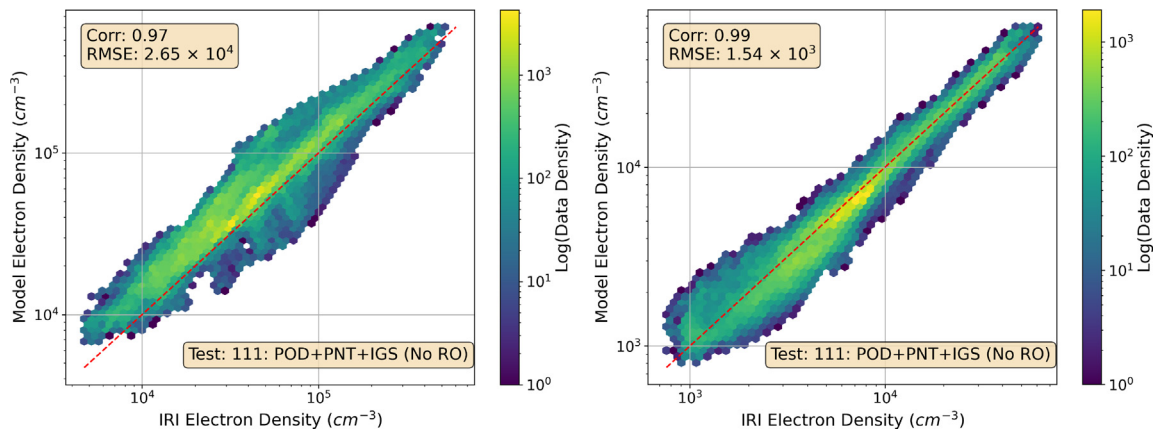 Corr: 0.97
RMSE: 2.65 × 10⁴
Test: 111: POD+PNT+IGS (No RO)
Model Electron Density (cm⁻³)
10⁵
10⁴
10⁴
10⁵
IRI Electron Density (cm⁻³)
10³
10²
10¹
10⁰
Log(Data Density)
Corr: 0.99
RMSE: 1.54 × 10³
Test: 111: POD+PNT+IGS (No RO)
Model Electron Density (cm⁻³)
10⁴
10³
10³
10⁴
IRI Electron Density (cm⁻³)
10³
10²
10¹
10⁰
Log(Data Density)